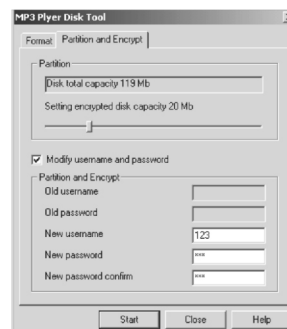 MP3 Plyer Disk Tool
Format Partition and Encrypt
Partition
Disk total capacity 119 Mb
Setting encrypted disk capacity 20 Mb
Modify username and password
Partition and Encrypt
Old username
Old password
New username 123
New password ***
New password confirm ***
Start Close Help